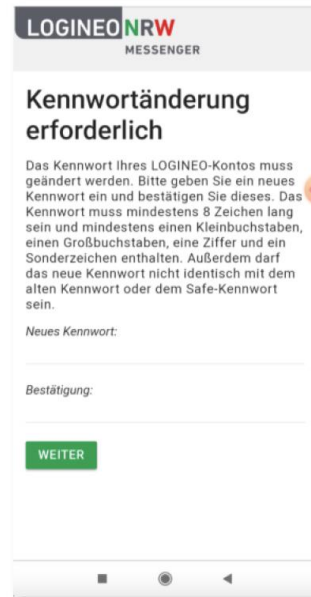 LOGINEO NRW
MESSENGER
Kennwortänderung
erforderlich
Das Kennwort Ihres LOGINEO-Kontos muss
geändert werden. Bitte geben Sie ein neues
Kennwort ein und bestätigen Sie dieses. Das
Kennwort muss mindestens 8 Zeichen lang
sein und mindestens einen Kleinbuchstaben,
einen Großbuchstaben, eine Ziffer und ein
Sonderzeichen enthalten. Außerdem darf
das neue Kennwort nicht identisch mit dem
alten Kennwort oder dem Safe-Kennwort
sein.
Neues Kennwort:
Bestätigung:
WEITER